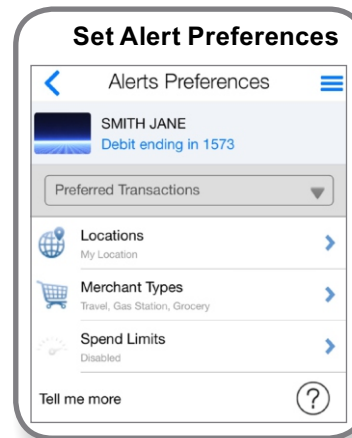 Set Alert Preferences
Alerts Preferences
SMITH JANE
Debit ending in 1573
Preferred Transactions
Locations
My Location
Merchant Types
Travel, Gas Station, Grocery
Spend Limits
Disabled
Tell me more
?